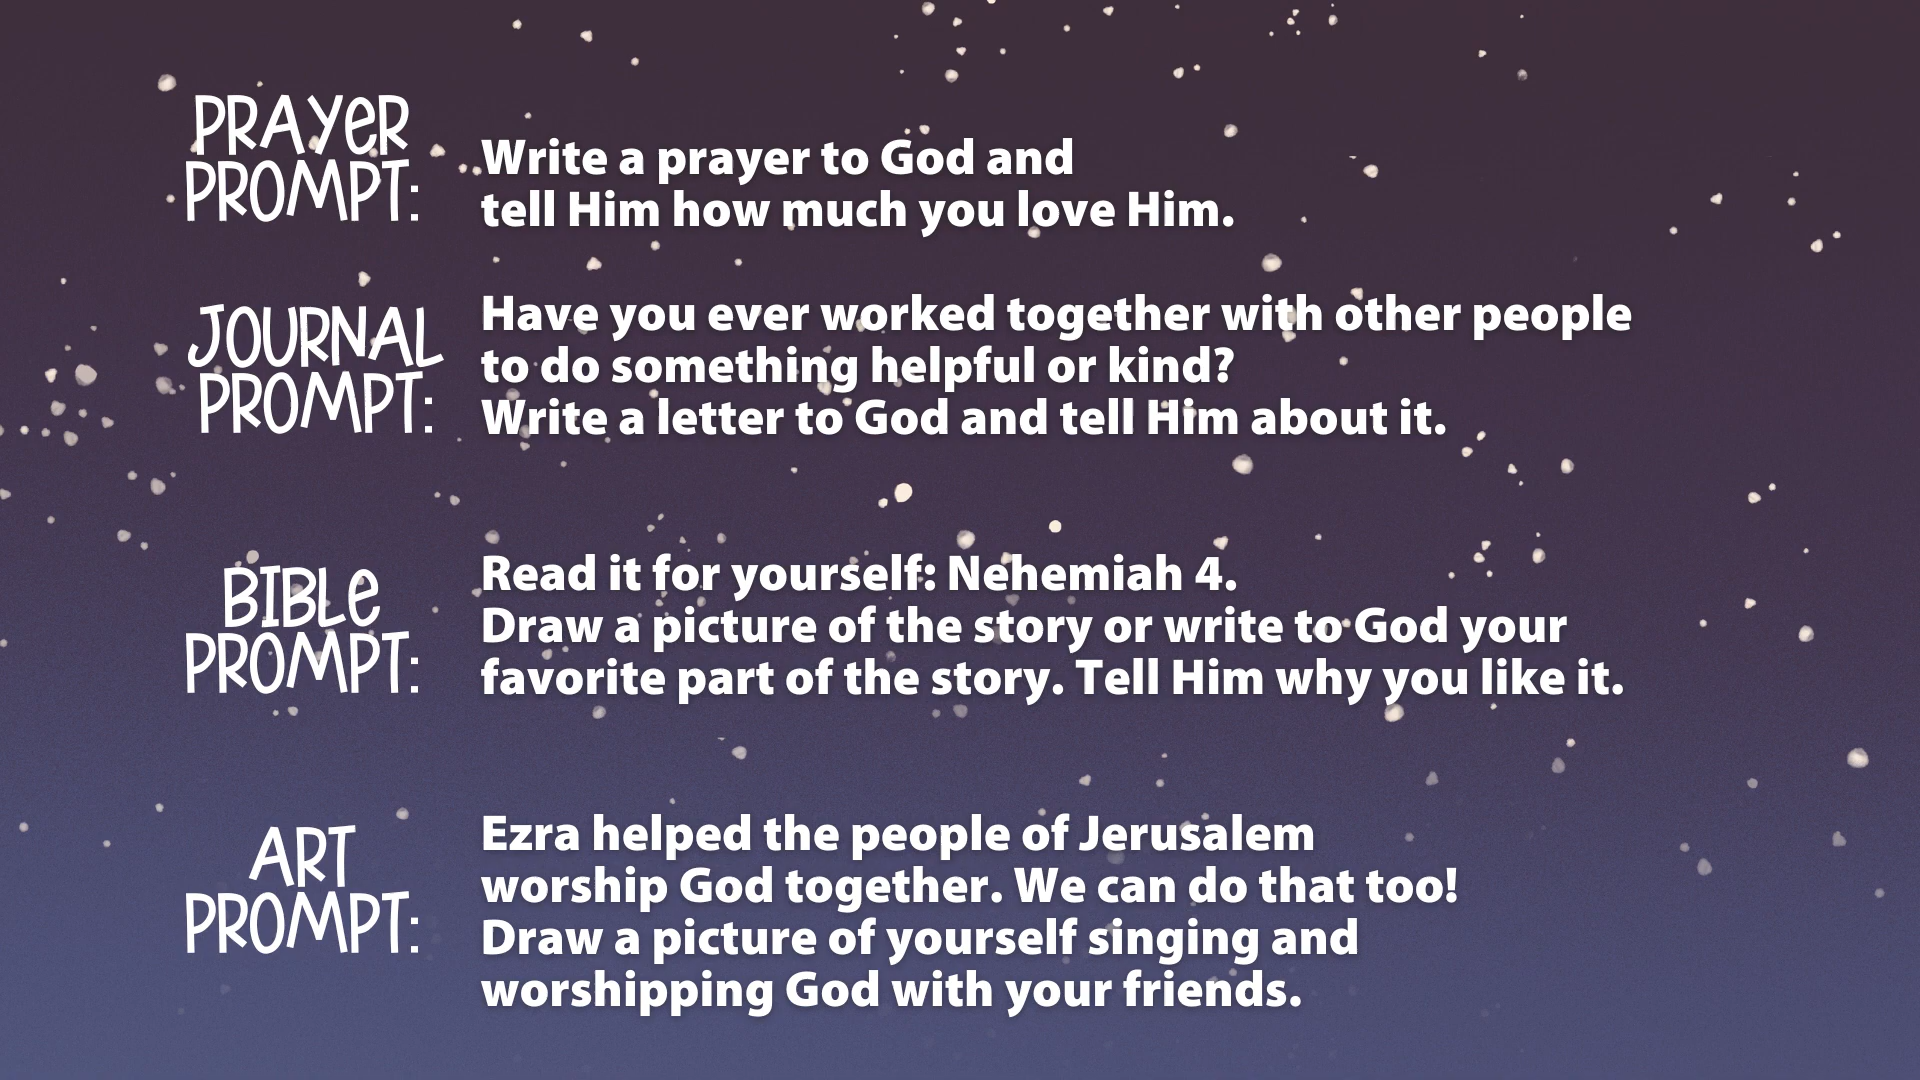 PRAYeR
PROMPT:
Write a prayer to God and
tell Him how much you love Him.
JOURNAL
PROMPT:
Have you ever worked together with other people
to do something helpful or kind?
Write a letter to God and tell Him about it.
BIBLe
PROMPT:
Read it for yourself: Nehemiah 4.
Draw a picture of the story or write to God your
favorite part of the story. Tell Him why you like it.
ART
PROMPT:
Ezra helped the people of Jerusalem
worship God together. We can do that too!
Draw a picture of yourself singing and
worshipping God with your friends.